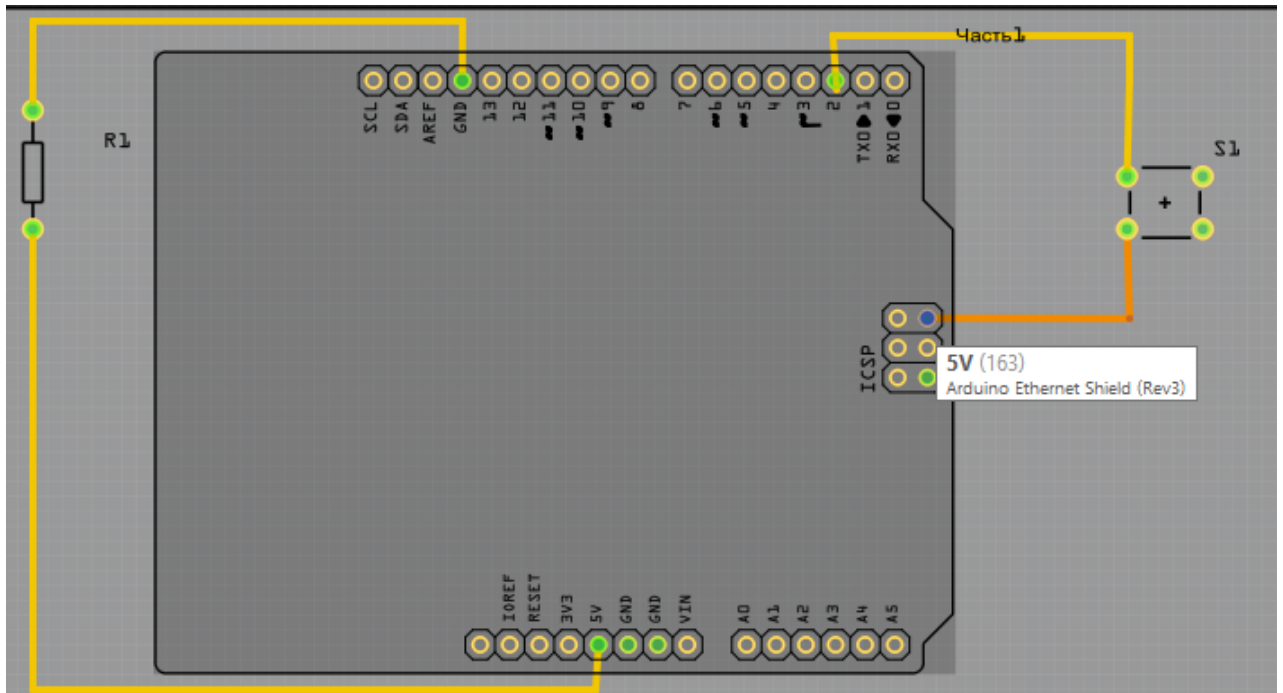 Часть1
R1
SCL
SDA
AREF
GND
13
12
~11
~10
~9
8
7
~6
~5
4
~3
2
TX0▶1
RX0◀0
S1
ICSP
5V (163)
Arduino Ethernet Shield (Rev3)
IOREF
RESET
3V3
5V
GND
GND
VIN
A0
A1
A2
A3
A4
A5